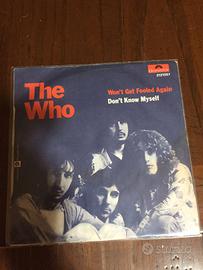 The
Who
Won't Get Fooled Again
Don't Know Myself
SUBITO